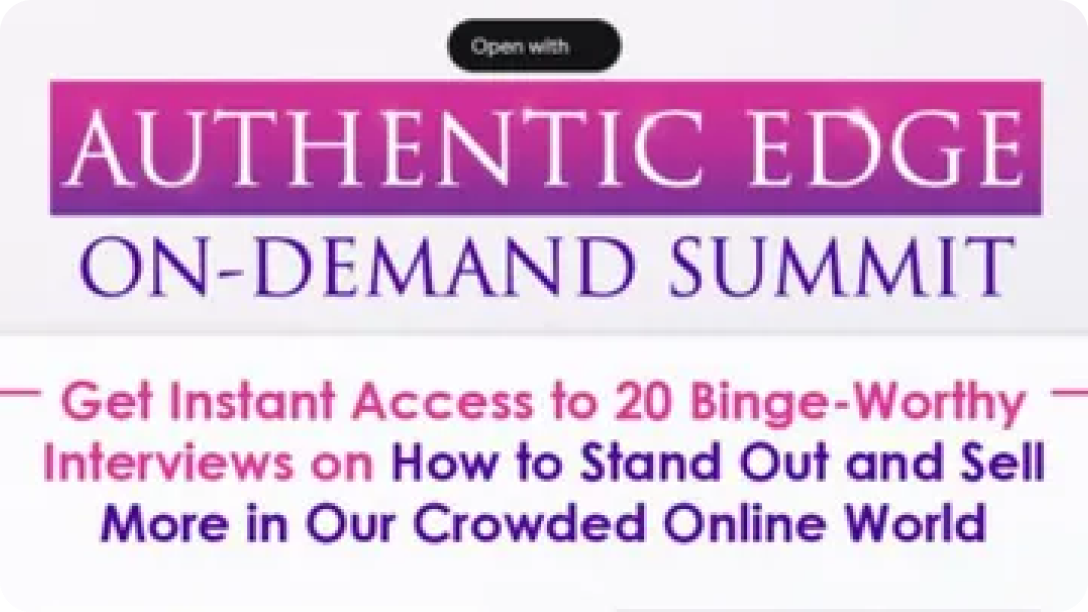 Open with
AUTHENTIC EDGE
ON-DEMAND SUMMIT
Get Instant Access to 20 Binge-Worthy
Interviews on How to Stand Out and Sell
More in Our Crowded Online World